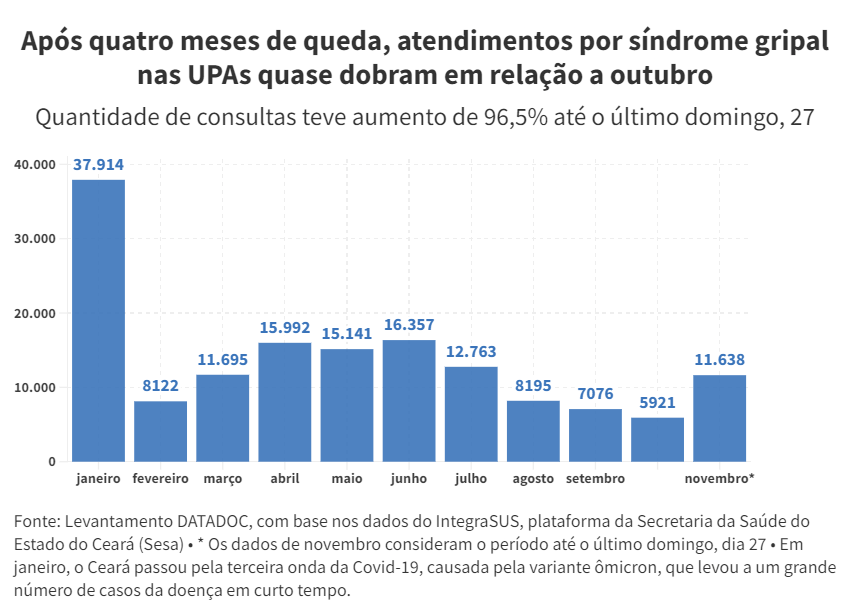 Após quatro meses de queda, atendimentos por síndrome gripal
nas UPAs quase dobram em relação a outubro
Quantidade de consultas teve aumento de 96,5% até o último domingo, 27
40.000
30.000
20.000
10.000
0
37.914
8122
11.695
15.992
15.141
16.357
12.763
8195
7076
5921
11.638
janeiro
fevereiro
março
abril
maio
junho
julho
agosto
setembro
novembro*
Fonte: Levantamento DATADOC, com base nos dados do IntegraSUS, plataforma da Secretaria da Saúde do
Estado do Ceará (Sesa) • * Os dados de novembro consideram o período até o último domingo, dia 27 • Em
janeiro, o Ceará passou pela terceira onda da Covid-19, causada pela variante ômicron, que levou a um grande
número de casos da doença em curto tempo.